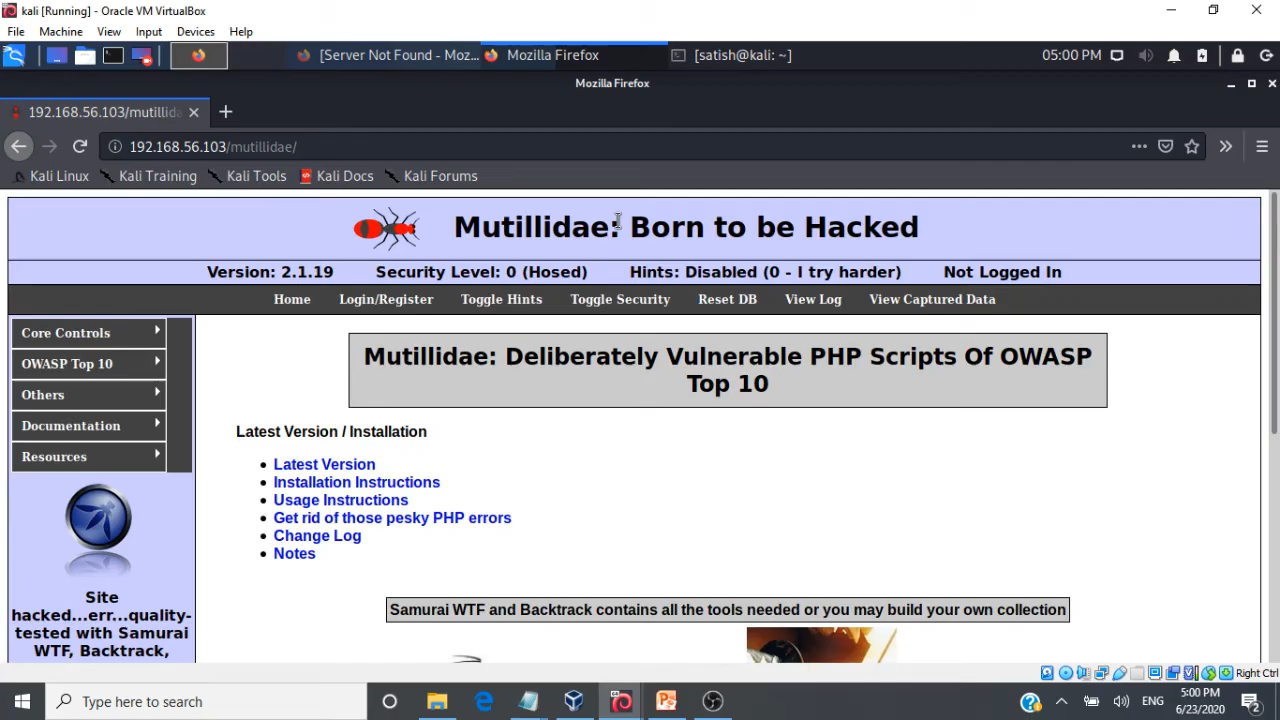 kali [Running] - Oracle VM VirtualBox
File Machine View Input Devices Help
[Server Not Found - Moz... Mozilla Firefox [satish@kali: ~] 05:00 PM
Mozilla Firefox
192.168.56.103/mutillida
192.168.56.103/mutillidae/
Kali Linux Kali Training Kali Tools Kali Docs Kali Forums
Mutillidae: Born to be Hacked
Version: 2.1.19 Security Level: 0 (Hosed) Hints: Disabled (0 - I try harder) Not Logged In
Home Login/Register Toggle Hints Toggle Security Reset DB View Log View Captured Data
Core Controls
OWASP Top 10
Others
Documentation
Resources
Site
hacked...err...quality-
tested with Samurai
WTF, Backtrack,
Mutillidae: Deliberately Vulnerable PHP Scripts Of OWASP
Top 10
Latest Version / Installation
Latest Version
Installation Instructions
Usage Instructions
Get rid of those pesky PHP errors
Change Log
Notes
Samurai WTF and Backtrack contains all the tools needed or you may build your own collection
Right Ctrl
Type here to search
ENG
5:00 PM
6/23/2020
2